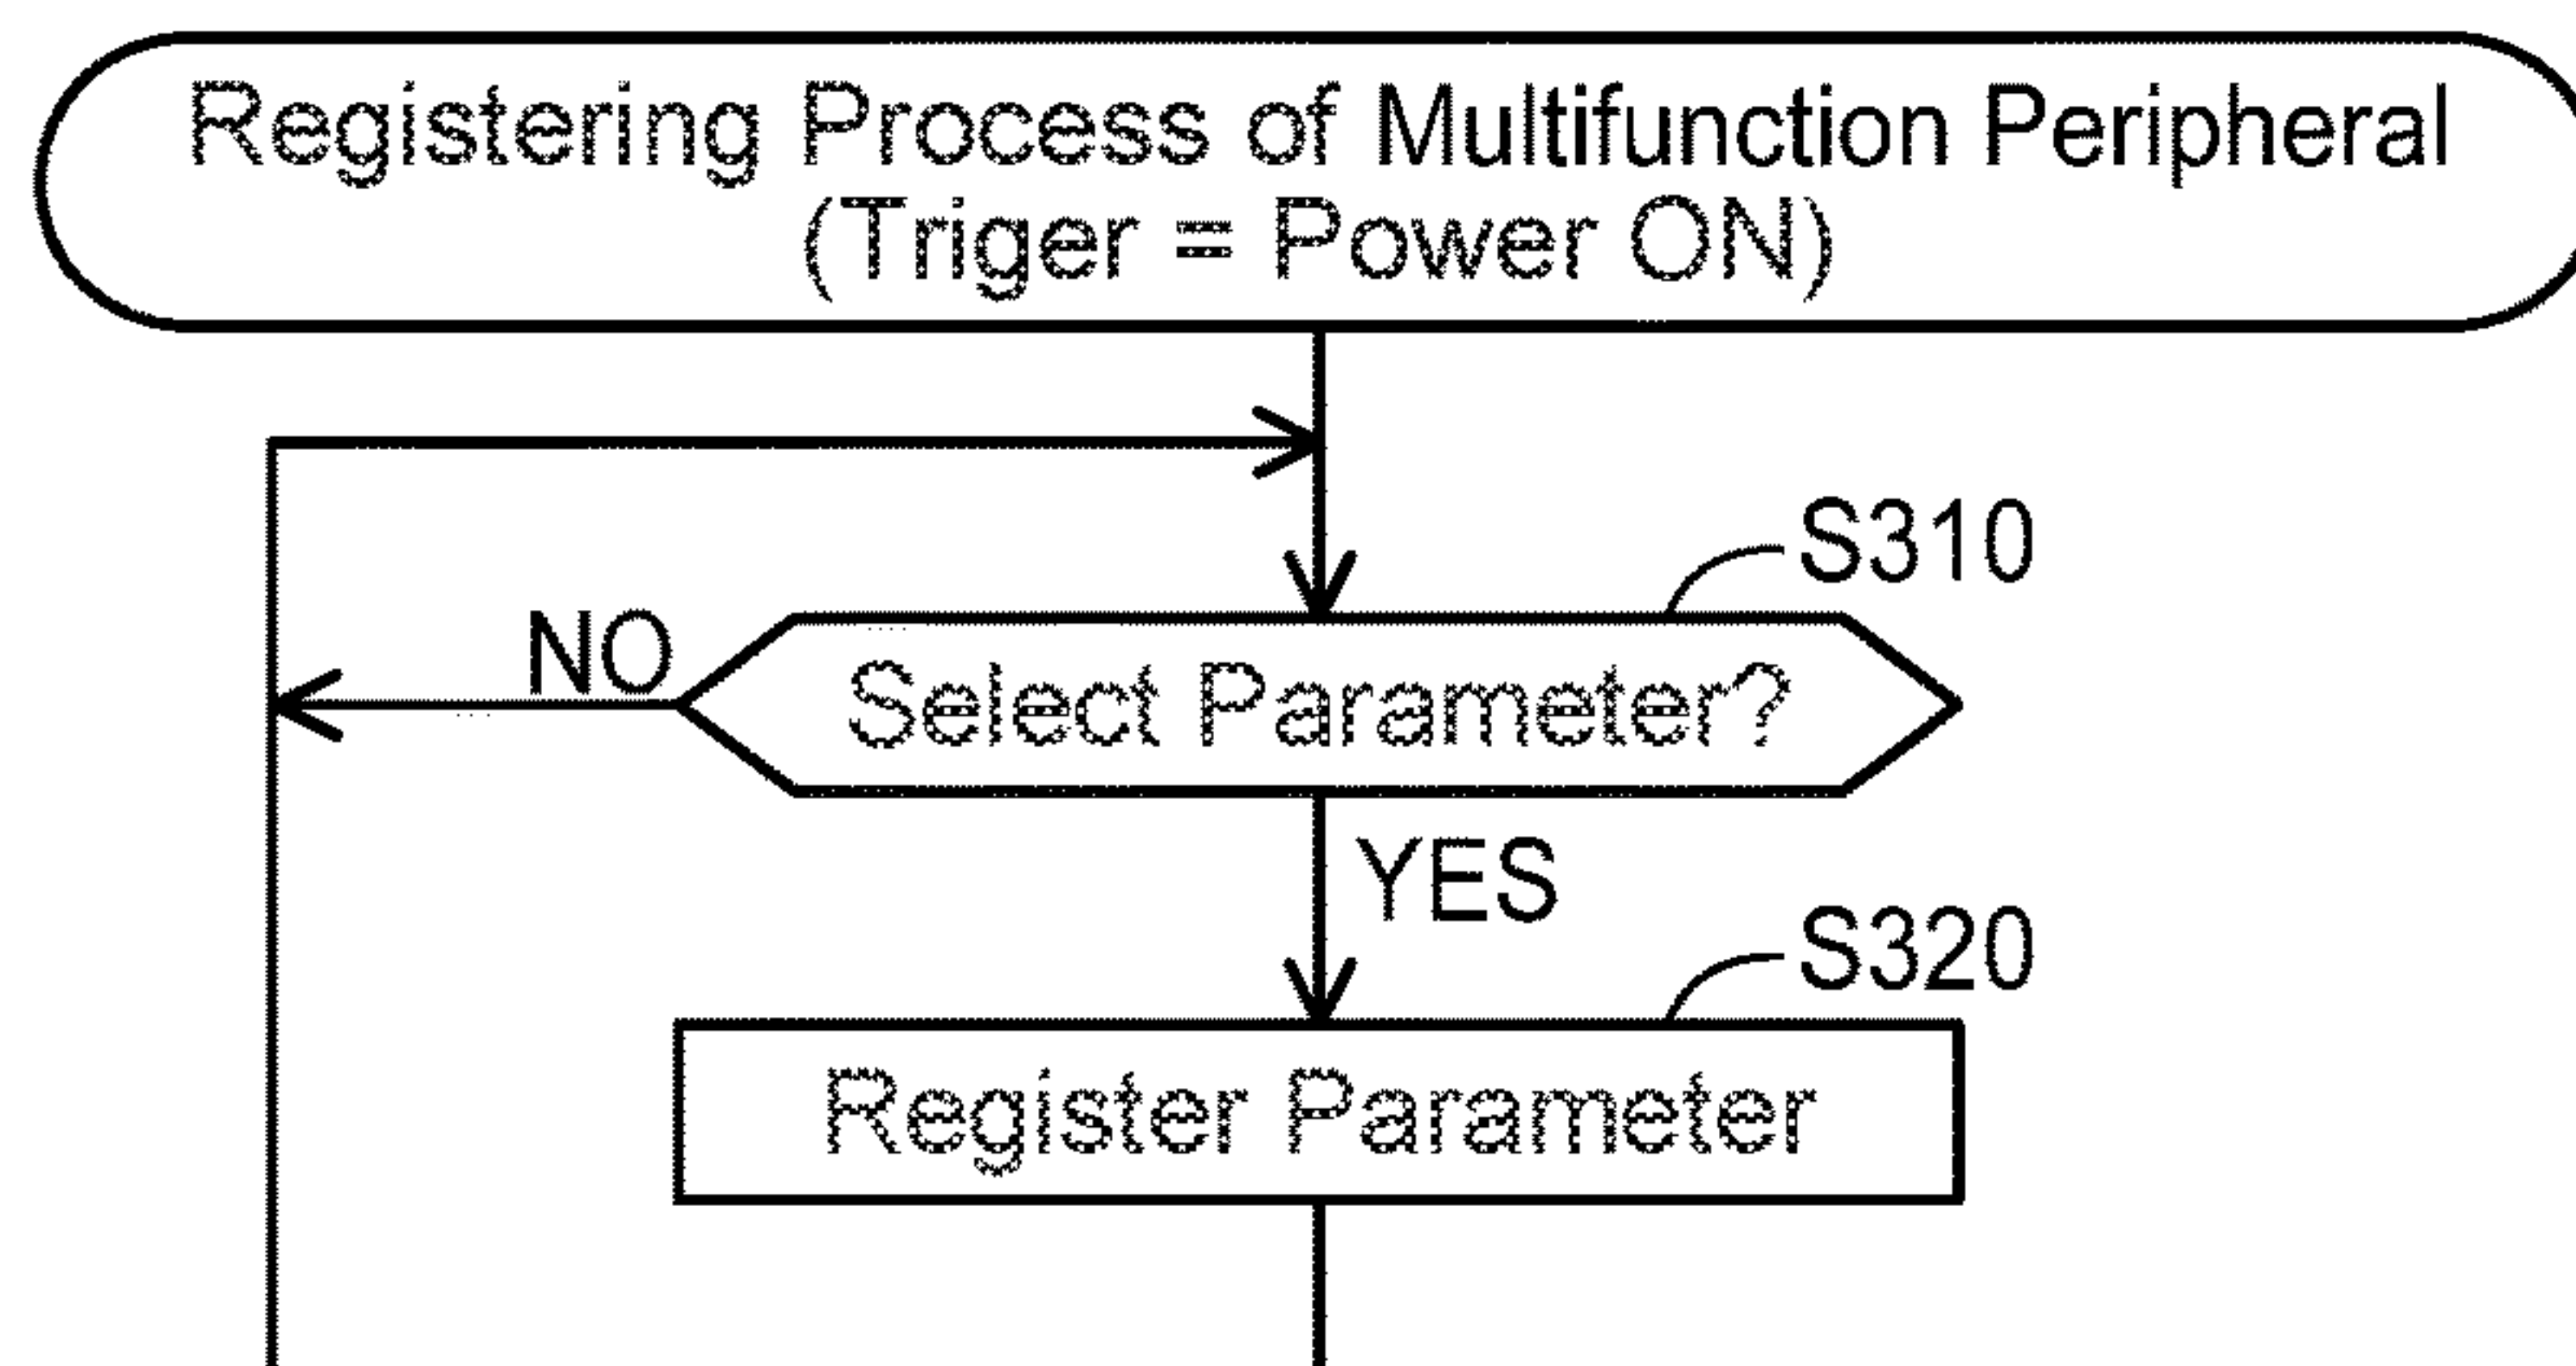 Registering Process of Multifunction Peripheral
(Triger = Power ON)
S310
NO
Select Parameter?
YES
S320
Register Parameter